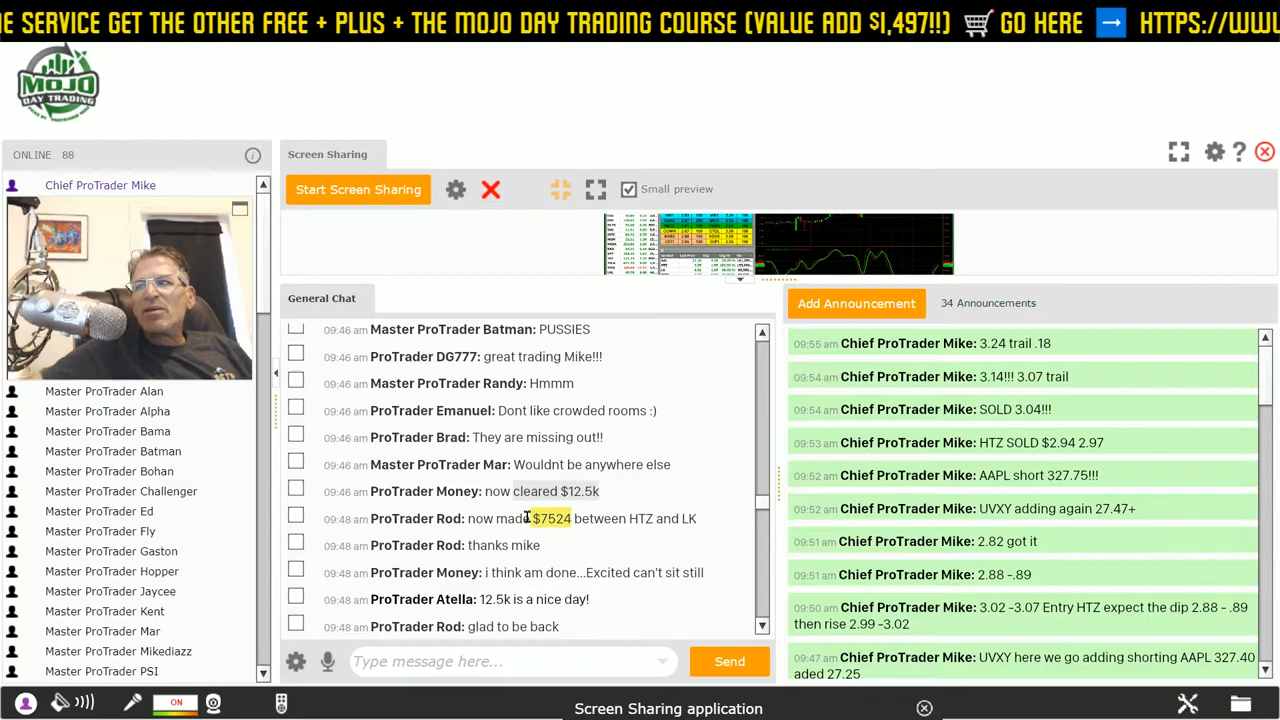 E SERVICE GET THE OTHER FREE + PLUS + THE MOJO DAY TRADING COURSE (VALUE ADD $1,497!!) GO HERE HTTPS://WWW
MOJO
DAY TRADING
ONLINE 88
Chief ProTrader Mike
Master ProTrader Alan
Master ProTrader Alpha
Master ProTrader Bama
Master ProTrader Batman
Master ProTrader Bohan
Master ProTrader Challenger
Master ProTrader Ed
Master ProTrader Fly
Master ProTrader Gaston
Master ProTrader Hopper
Master ProTrader Jaycee
Master ProTrader Kent
Master ProTrader Mar
Master ProTrader Mikediazz
Master ProTrader PSI
Screen Sharing
Start Screen Sharing
Small preview
General Chat
09:46 am Master ProTrader Batman: PUSSIES
09:46 am ProTrader DG777: great trading Mike!!!
09:46 am Master ProTrader Randy: Hmmm
09:46 am ProTrader Emanuel: Dont like crowded rooms :)
09:46 am ProTrader Brad: They are missing out!!
09:46 am Master ProTrader Mar: Wouldnt be anywhere else
09:46 am ProTrader Money: now cleared $12.5k
09:48 am ProTrader Rod: now made $7524 between HTZ and LK
09:48 am ProTrader Rod: thanks mike
09:48 am ProTrader Money: i think am done...Excited can't sit still
09:48 am ProTrader Atella: 12.5k is a nice day!
09:48 am ProTrader Rod: glad to be back
Type message here...
Send
Add Announcement
34 Announcements
09:55 am Chief ProTrader Mike: 3.24 trail .18
09:54 am Chief ProTrader Mike: 3.14!!! 3.07 trail
09:54 am Chief ProTrader Mike: SOLD 3.04!!!
09:53 am Chief ProTrader Mike: HTZ SOLD $2.94 2.97
09:52 am Chief ProTrader Mike: AAPL short 327.75!!!
09:52 am Chief ProTrader Mike: UVXY adding again 27.47+
09:51 am Chief ProTrader Mike: 2.82 got it
09:51 am Chief ProTrader Mike: 2.88 -.89
09:50 am Chief ProTrader Mike: 3.02 -3.07 Entry HTZ expect the dip 2.88 - .89
then rise 2.99 -3.02
09:47 am Chief ProTrader Mike: UVXY here we go adding shorting AAPL 327.40
aded 27.25
ON
Screen Sharing application